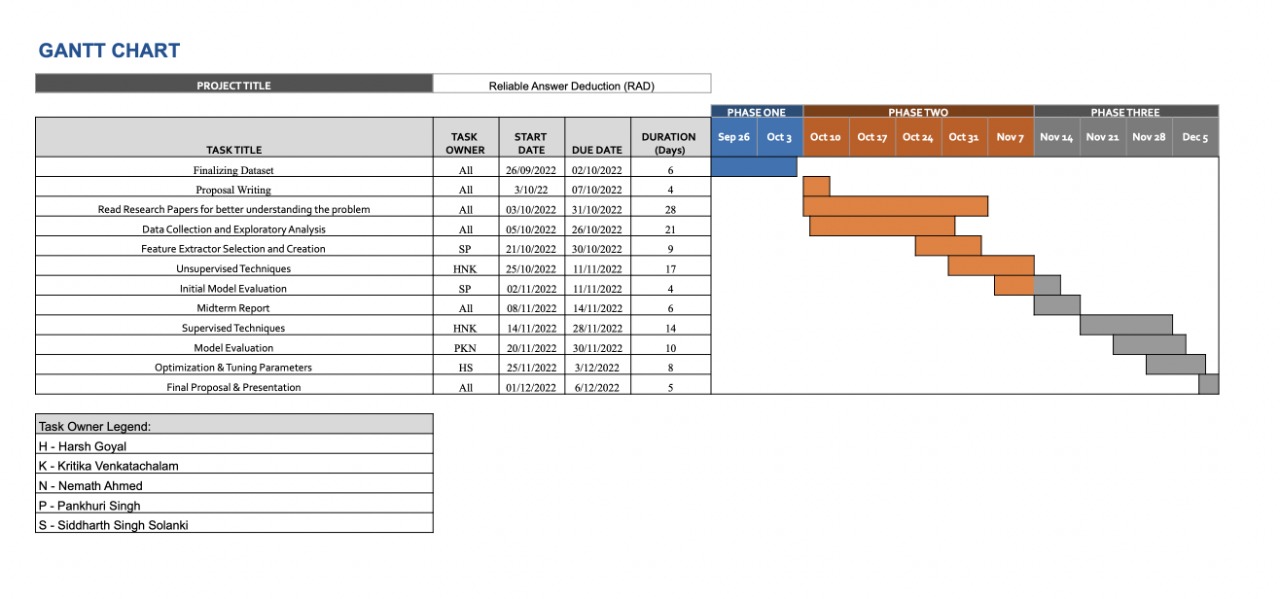 GANTT CHART
PROJECT TITLE Reliable Answer Deduction (RAD)
PHASE ONE PHASE TWO PHASE THREE
TASK TITLE TASK OWNER START DATE DUE DATE DURATION (Days) Sep 26 Oct 3 Oct 10 Oct 17 Oct 24 Oct 31 Nov 7 Nov 14 Nov 21 Nov 28 Dec 5
Finalizing Dataset All 26/09/2022 02/10/2022 6
Proposal Writing All 3/10/22 07/10/2022 4
Read Research Papers for better understanding the problem All 03/10/2022 31/10/2022 28
Data Collection and Exploratory Analysis All 05/10/2022 26/10/2022 21
Feature Extractor Selection and Creation SP 21/10/2022 30/10/2022 9
Unsupervised Techniques HNK 25/10/2022 11/11/2022 17
Initial Model Evaluation SP 02/11/2022 11/11/2022 4
Midterm Report All 08/11/2022 14/11/2022 6
Supervised Techniques HNK 14/11/2022 28/11/2022 14
Model Evaluation PKN 20/11/2022 30/11/2022 10
Optimization & Tuning Parameters HS 25/11/2022 3/12/2022 8
Final Proposal & Presentation All 01/12/2022 6/12/2022 5
Task Owner Legend:
H - Harsh Goyal
K - Kritika Venkatachalam
N - Nemath Ahmed
P - Pankhuri Singh
S - Siddharth Singh Solanki